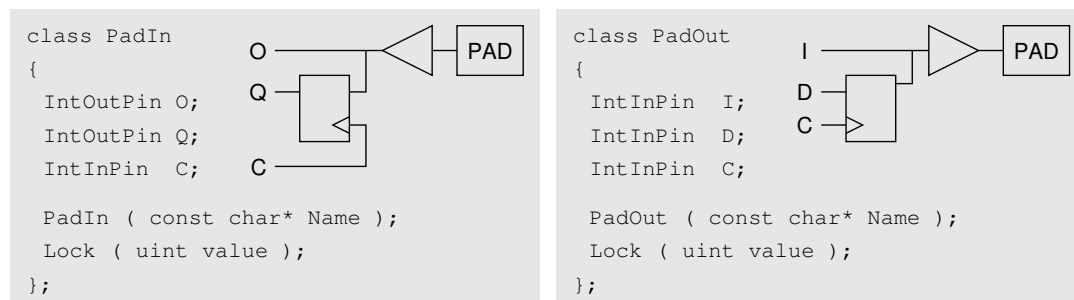 class PadIn
{
IntOutPin O;
IntOutPin Q;
IntInPin C;
PadIn ( const char* Name );
Lock ( uint value );
};
O
PAD
Q
C
class PadOut
{
IntInPin I;
IntInPin D;
IntInPin C;
PadOut ( const char* Name );
Lock ( uint value );
};
I
PAD
D
C